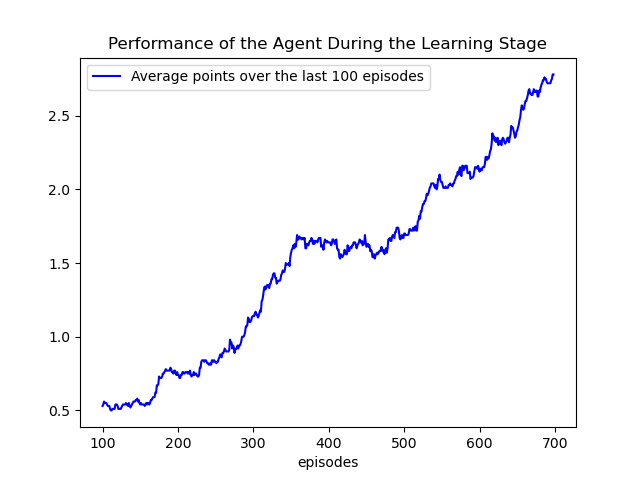 Performance of the Agent During the Learning Stage
Average points over the last 100 episodes
2.5
2.0
1.5
1.0
0.5
100 200 300 400 500 600 700
episodes